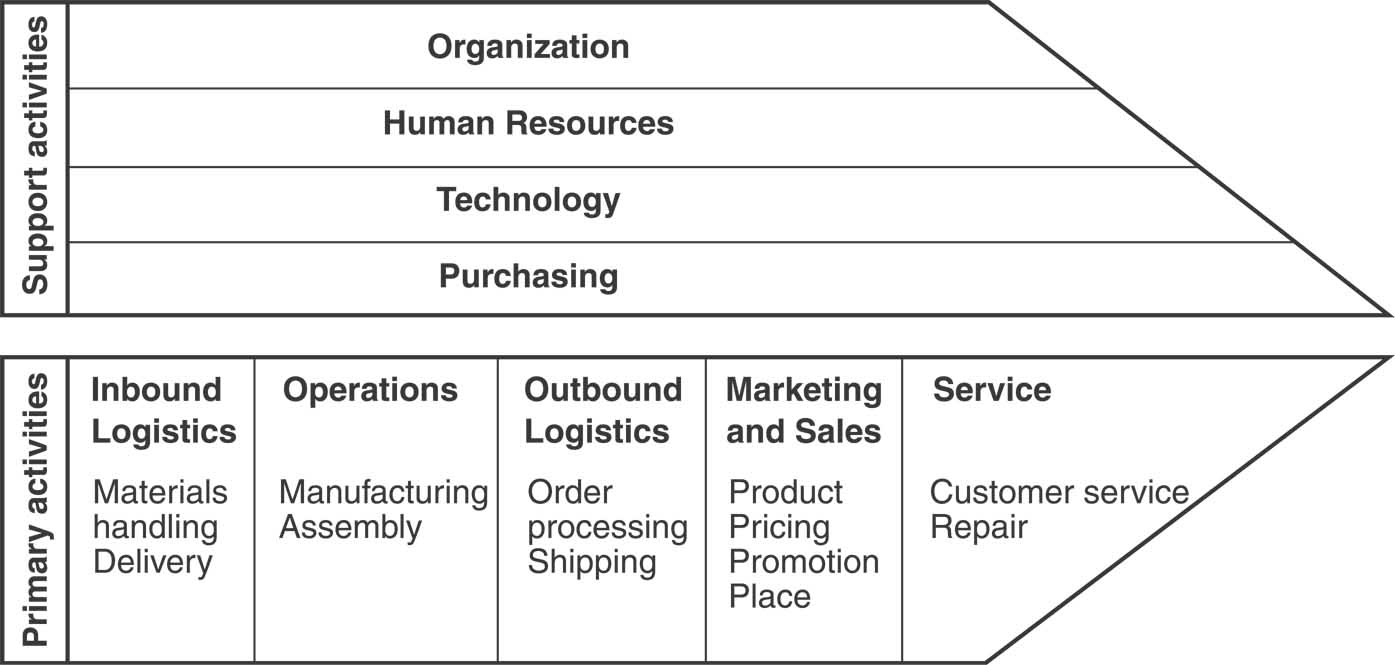 Support activities
Organization
Human Resources
Technology
Purchasing
Primary activities
Inbound
Logistics
Materials
handling
Delivery
Operations
Manufacturing
Assembly
Outbound
Logistics
Order
processing
Shipping
Marketing
and Sales
Product
Pricing
Promotion
Place
Service
Customer service
Repair